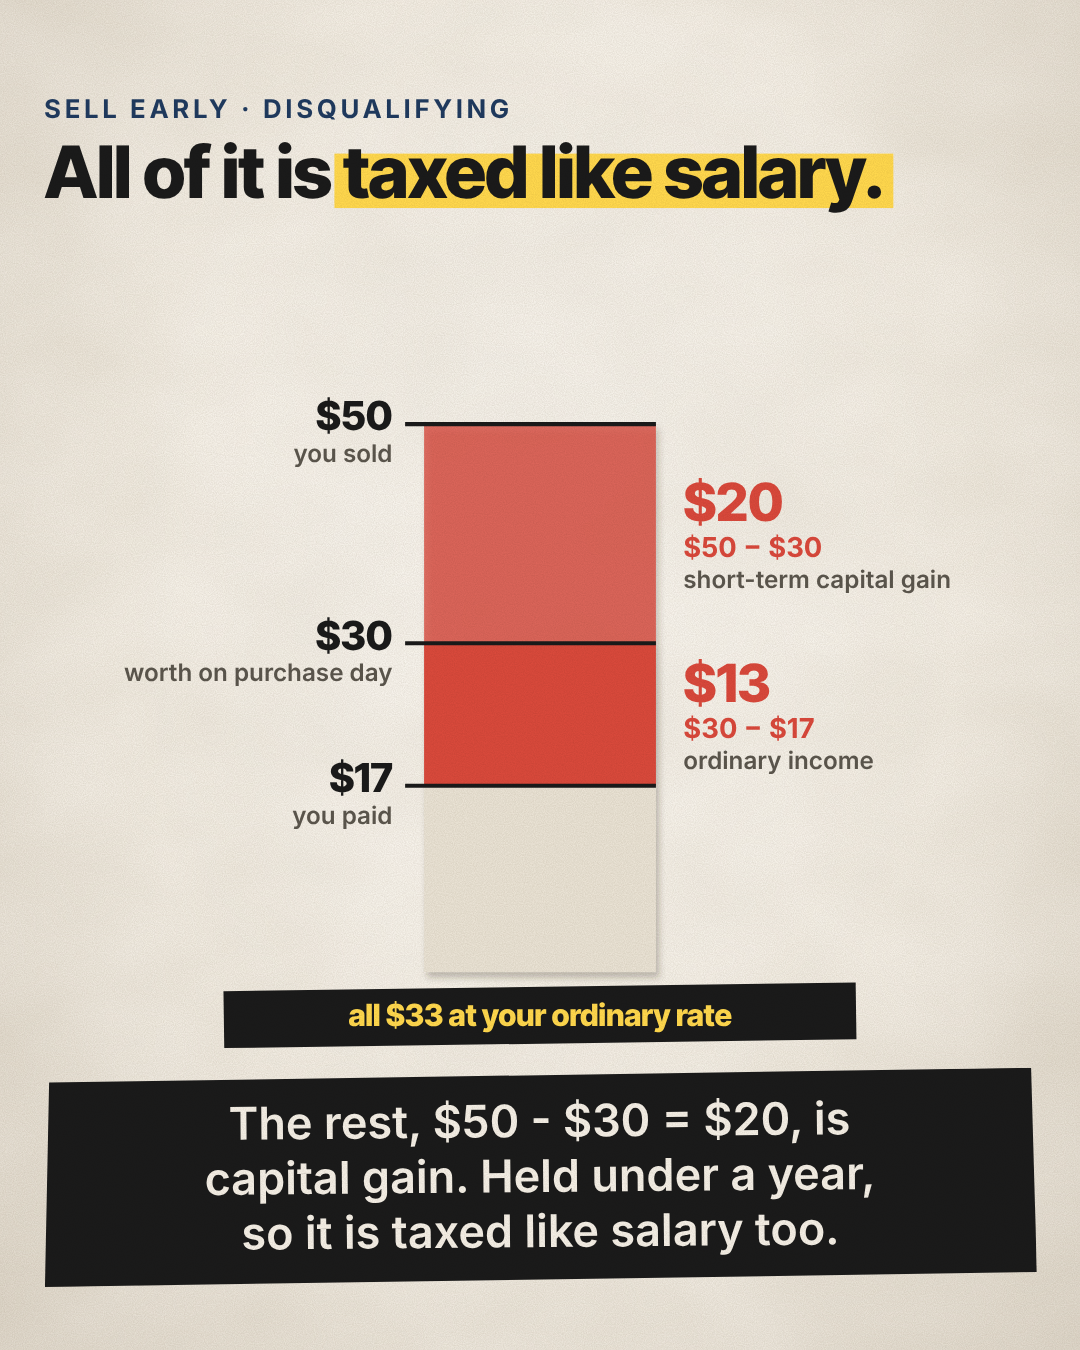 SELL EARLY · DISQUALIFYING
All of it is taxed like salary.
$50
you sold
$20
$50 – $30
short-term capital gain
$30
worth on purchase day
$13
$30 – $17
ordinary income
$17
you paid
all $33 at your ordinary rate
The rest, $50 - $30 = $20, is
capital gain. Held under a year,
so it is taxed like salary too.